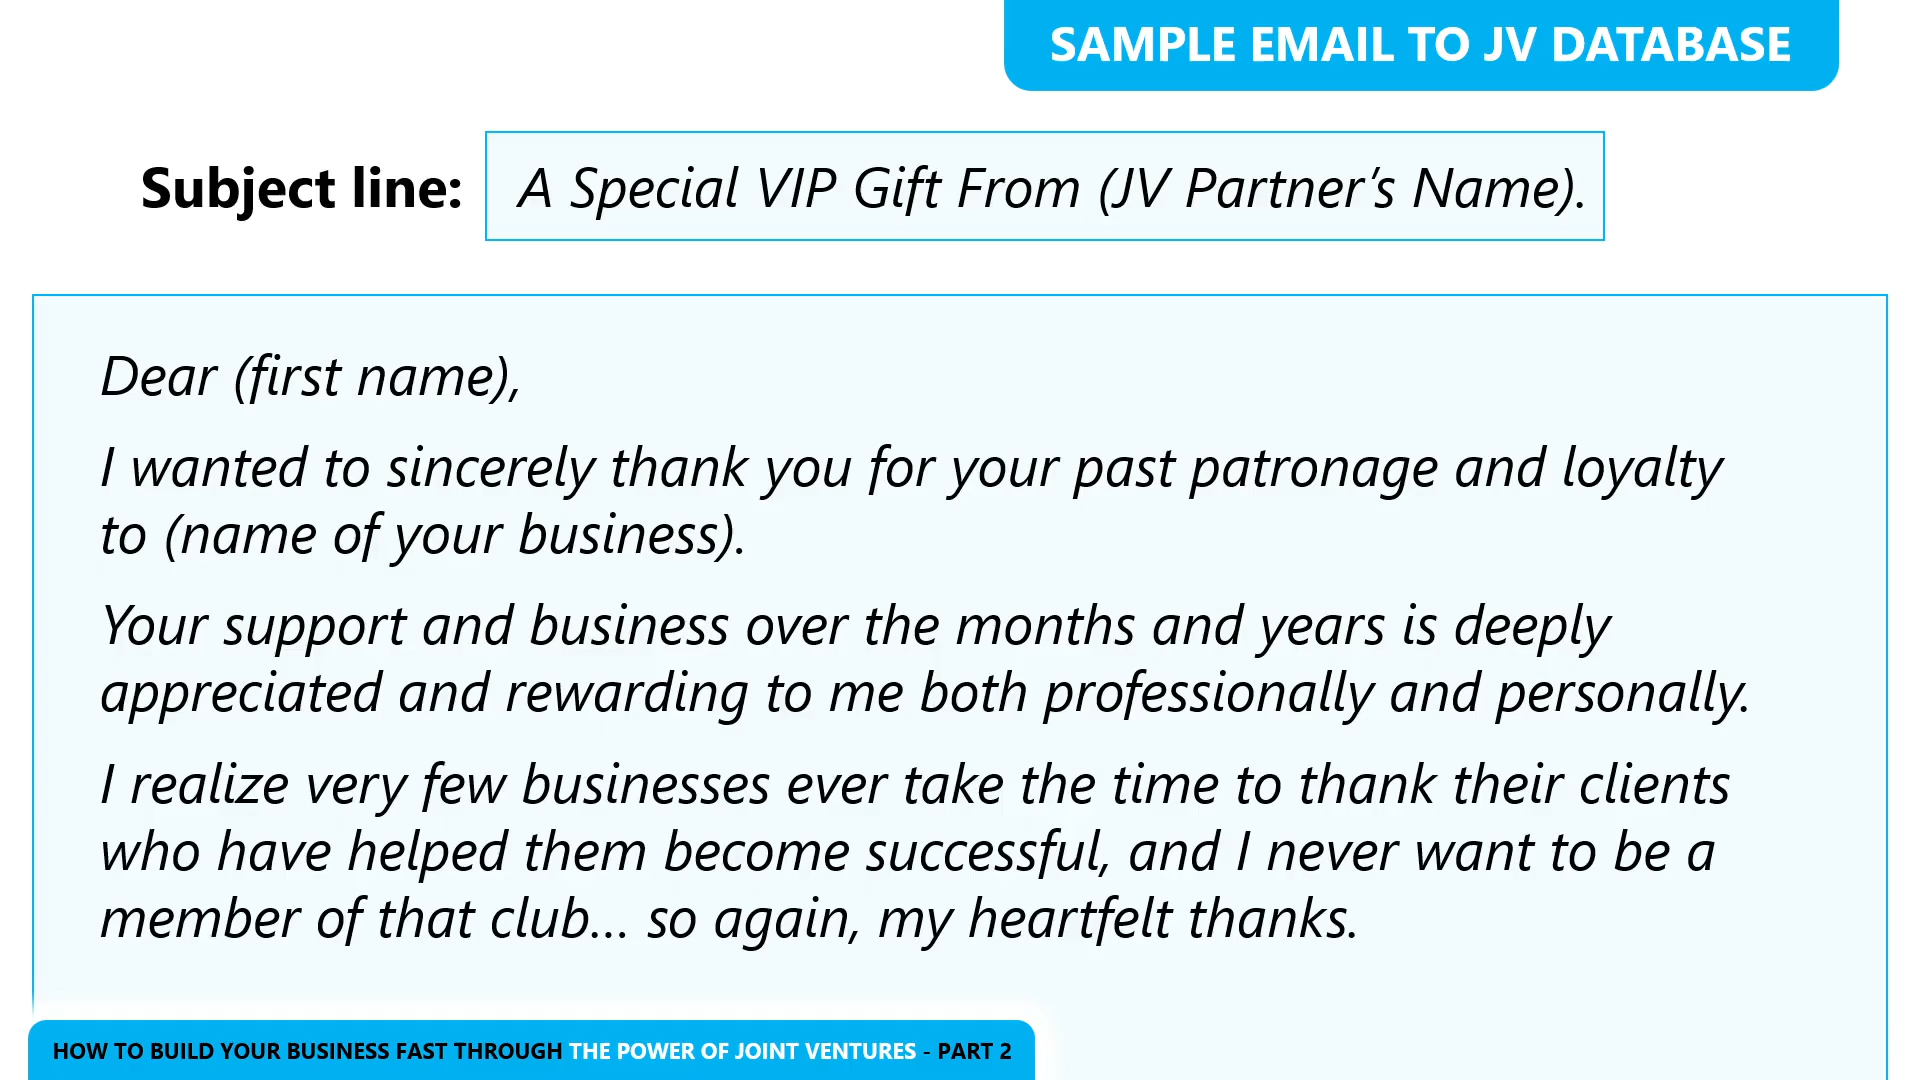 SAMPLE EMAIL TO JV DATABASE
Subject line: A Special VIP Gift From (JV Partner’s Name).
Dear (first name),
I wanted to sincerely thank you for your past patronage and loyalty
to (name of your business).
Your support and business over the months and years is deeply
appreciated and rewarding to me both professionally and personally.
I realize very few businesses ever take the time to thank their clients
who have helped them become successful, and I never want to be a
member of that club... so again, my heartfelt thanks.
HOW TO BUILD YOUR BUSINESS FAST THROUGH THE POWER OF JOINT VENTURES - PART 2